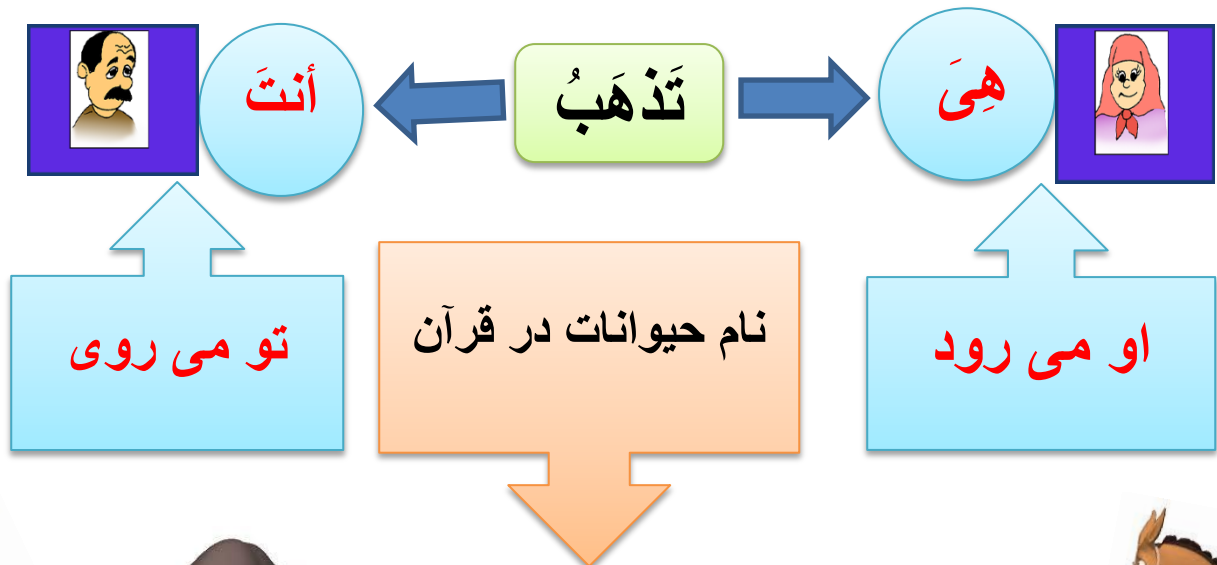 هِیَ
تَذهَبُ
أنتَ
او می رود
نام حیوانات در قرآن
تو می روی